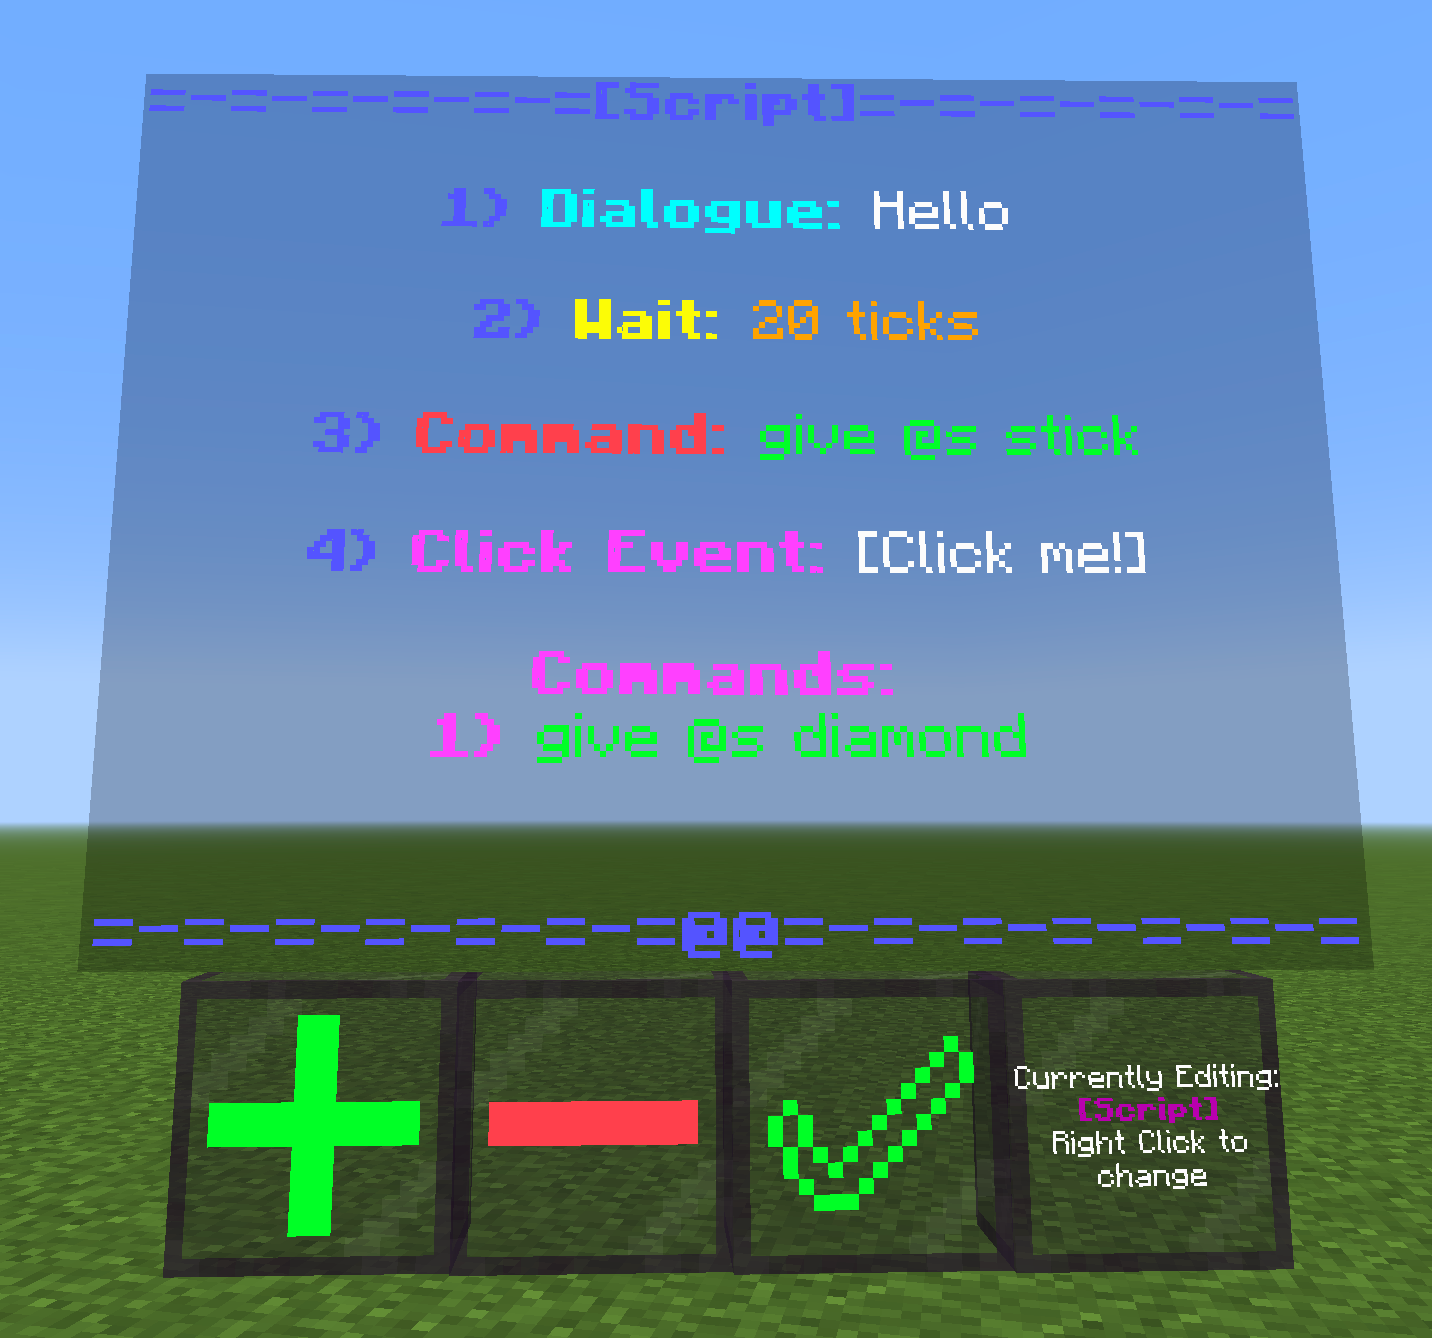 =-=-=-=-=-=[Script]=-=-=-=-=-=
1) Dialogue: Hello
2) Wait: 20 ticks
3) Command: give @s stick
4) Click Event: [Click me!]
Commands:
1) give @s diamond
=-=-=-=-=-=-=@@=-=-=-=-=-=-=
Currently Editing:
[Script]
Right Click to
change